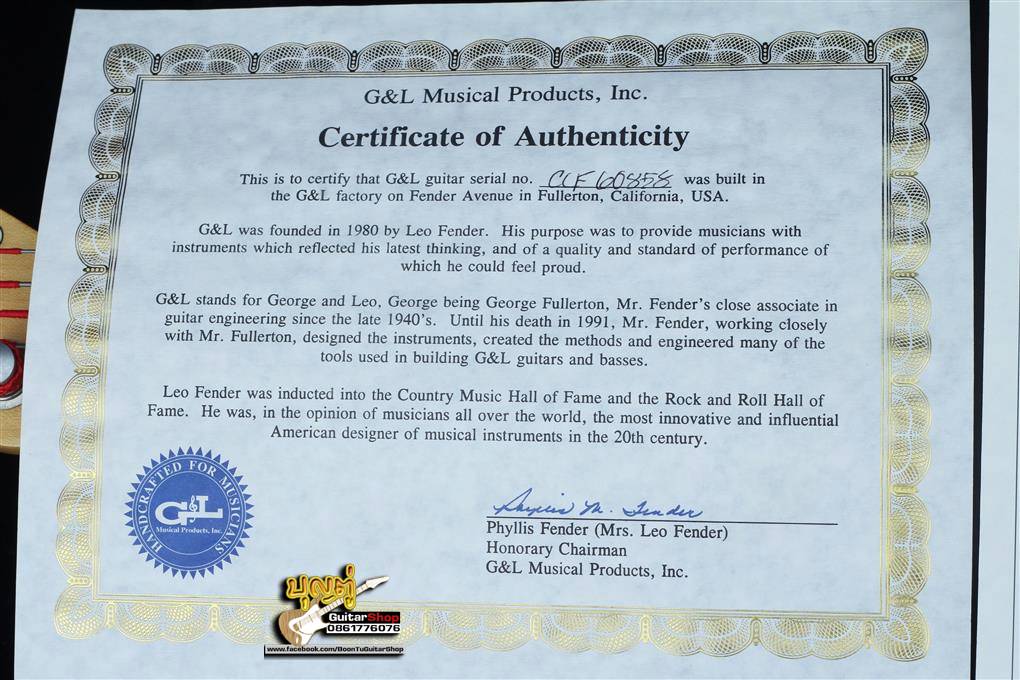 G&L Musical Products, Inc.
Certificate of Authenticity
This is to certify that G&L guitar serial no. CLF 60858 was built in
the G&L factory on Fender Avenue in Fullerton, California, USA.
G&L was founded in 1980 by Leo Fender. His purpose was to provide musicians with
instruments which reflected his latest thinking, and of a quality and standard of performance of
which he could feel proud.
G&L stands for George and Leo, George being George Fullerton, Mr. Fender's close associate in
guitar engineering since the late 1940's. Until his death in 1991, Mr. Fender, working closely
with Mr. Fullerton, designed the instruments, created the methods and engineered many of the
tools used in building G&L guitars and basses.
Leo Fender was inducted into the Country Music Hall of Fame and the Rock and Roll Hall of
Fame. He was, in the opinion of musicians all over the world, the most innovative and influential
American designer of musical instruments in the 20th century.
HANDCRAFTED FOR MUSICIANS
G&L
Musical Products, Inc.
Phyllis M. Fender
Phyllis Fender (Mrs. Leo Fender)
Honorary Chairman
G&L Musical Products, Inc.
บุญตู่
GuitarShop
0861776076
www.facebook.com/BoonTuGuitarShop